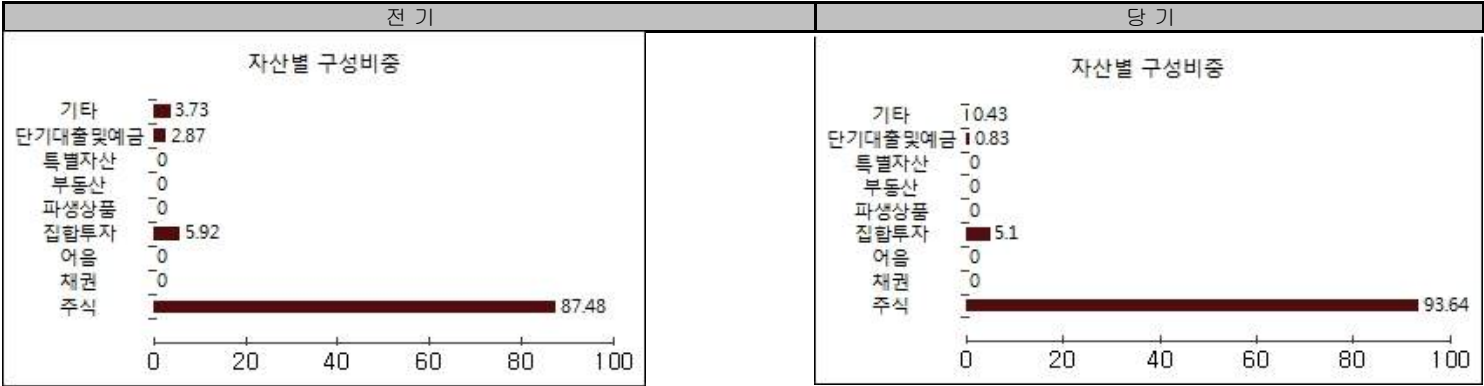 전 기
당 기
자산별 구성비중
기타 3.73
단기대출및예금 2.87
특별자산 0
부동산 0
파생상품 0
집합투자 5.92
어음 0
채권 0
주식 87.48
0 20 40 60 80 100
자산별 구성비중
기타 0.43
단기대출및예금 0.83
특별자산 0
부동산 0
파생상품 0
집합투자 5.1
어음 0
채권 0
주식 93.64
0 20 40 60 80 100